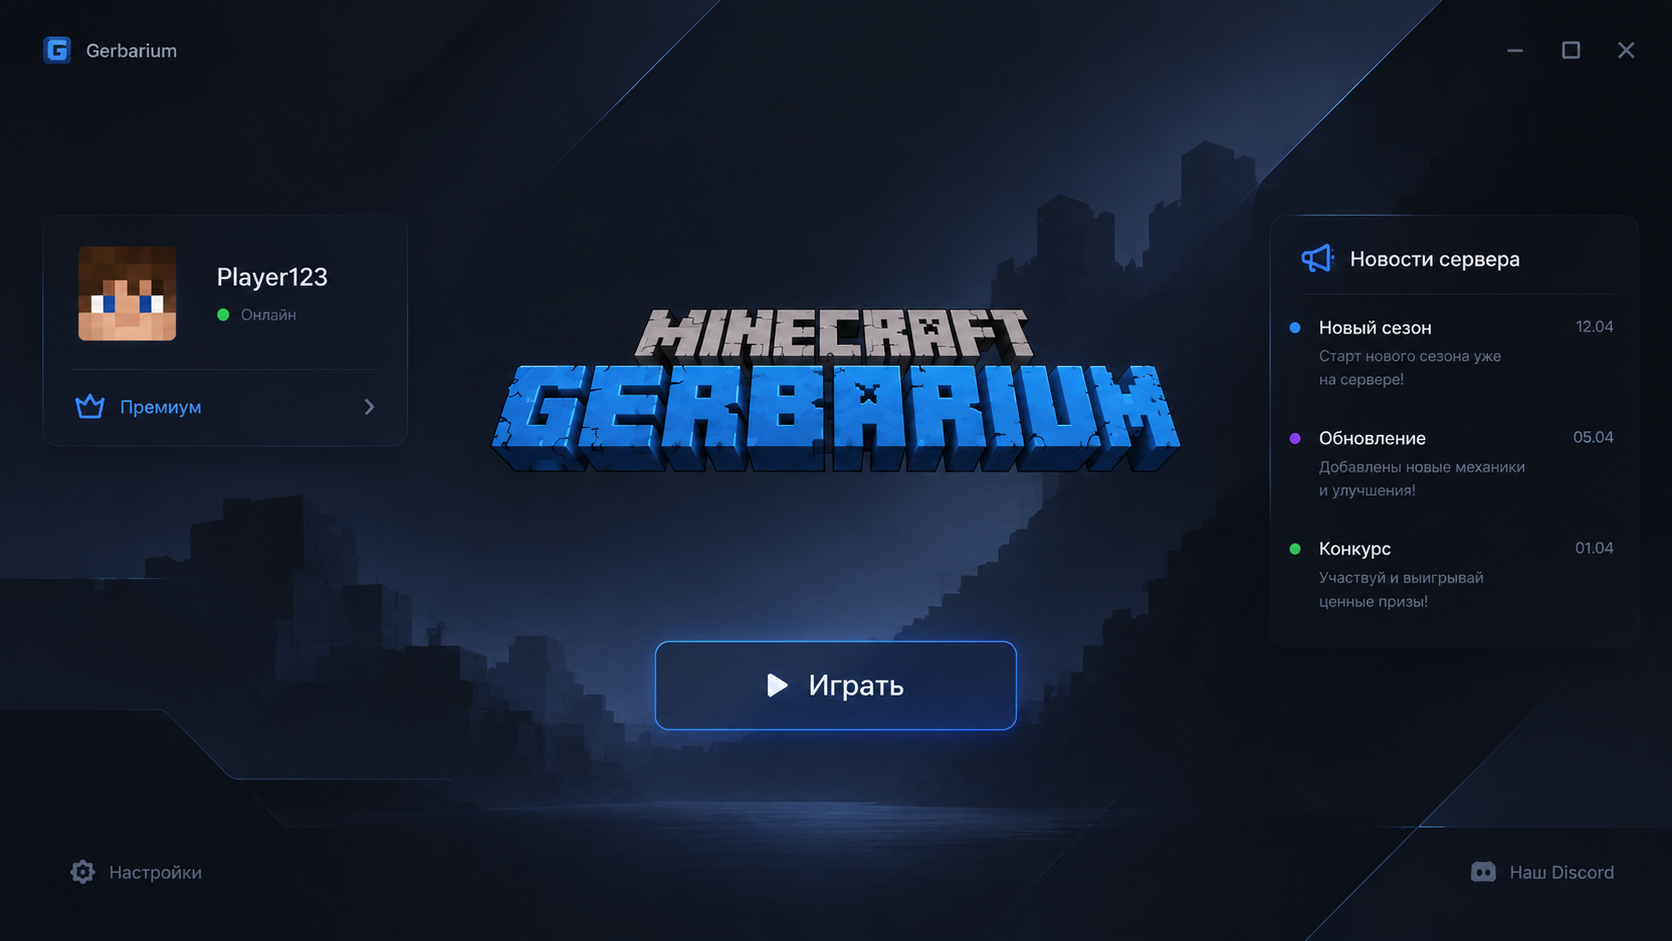 Gerbarium
Player123
Онлайн
Премиум
MINECRAFT
GERBARIUM
Играть
Новости сервера
Новый сезон 12.04
Старт нового сезона уже
на сервере!
Обновление 05.04
Добавлены новые механики
и улучшения!
Конкурс 01.04
Участвуй и выигрывай
ценные призы!
Настройки
Наш Discord